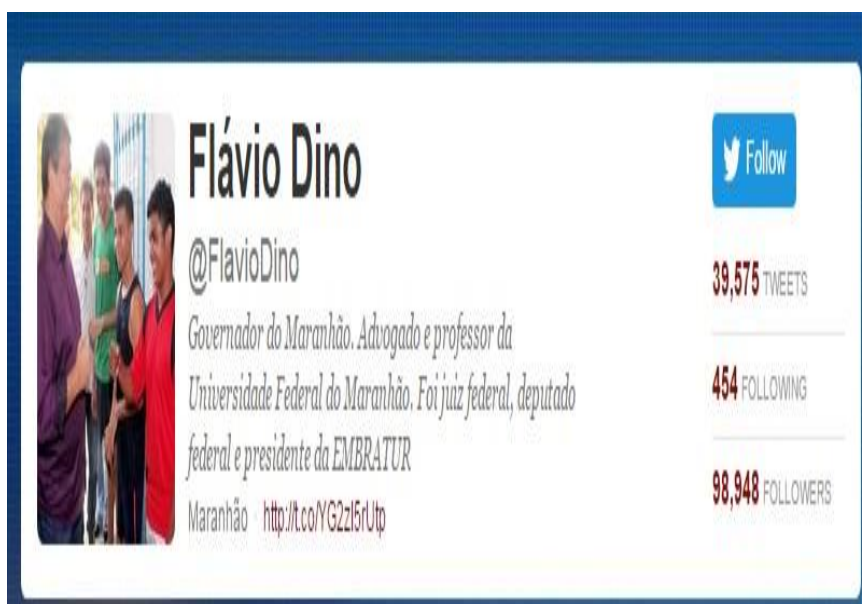 Flávio Dino
@FlavioDino
Governador do Maranhão. Advogado e professor da
Universidade Federal do Maranhão. Foi juiz federal, deputado
federal e presidente da EMBRATUR
Maranhão · http://t.co/YG2zI5rUtp
Follow
39,575 TWEETS
454 FOLLOWING
98,948 FOLLOWERS